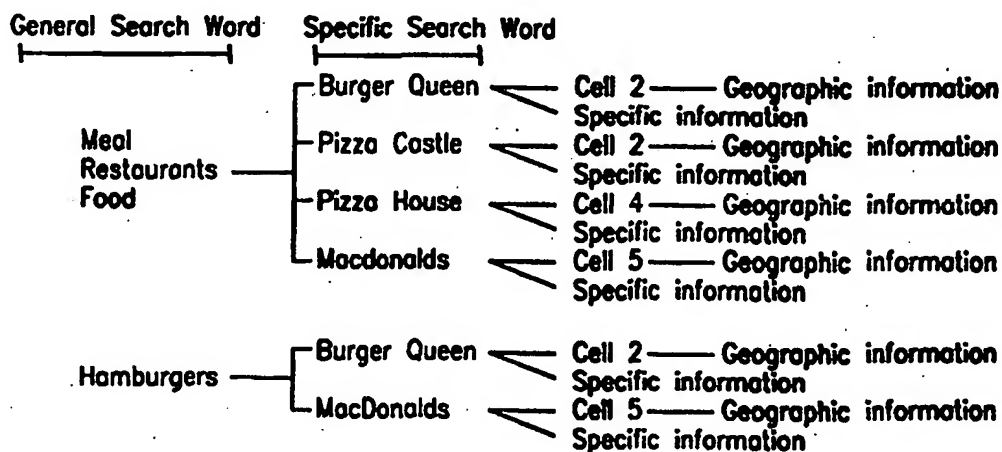 General Search Word Specific Search Word
Burger Queen Cell 2 Geographic information
Specific information
Meal
Pizza Castle Cell 2 Geographic information
Restaurants
Specific information
Food
Pizza House Cell 4 Geographic information
Specific information
Macdonalds Cell 5 Geographic information
Specific information
Burger Queen Cell 2 Geographic information
Hamburgers
Specific information
MacDonalds Cell 5 Geographic information
Specific information